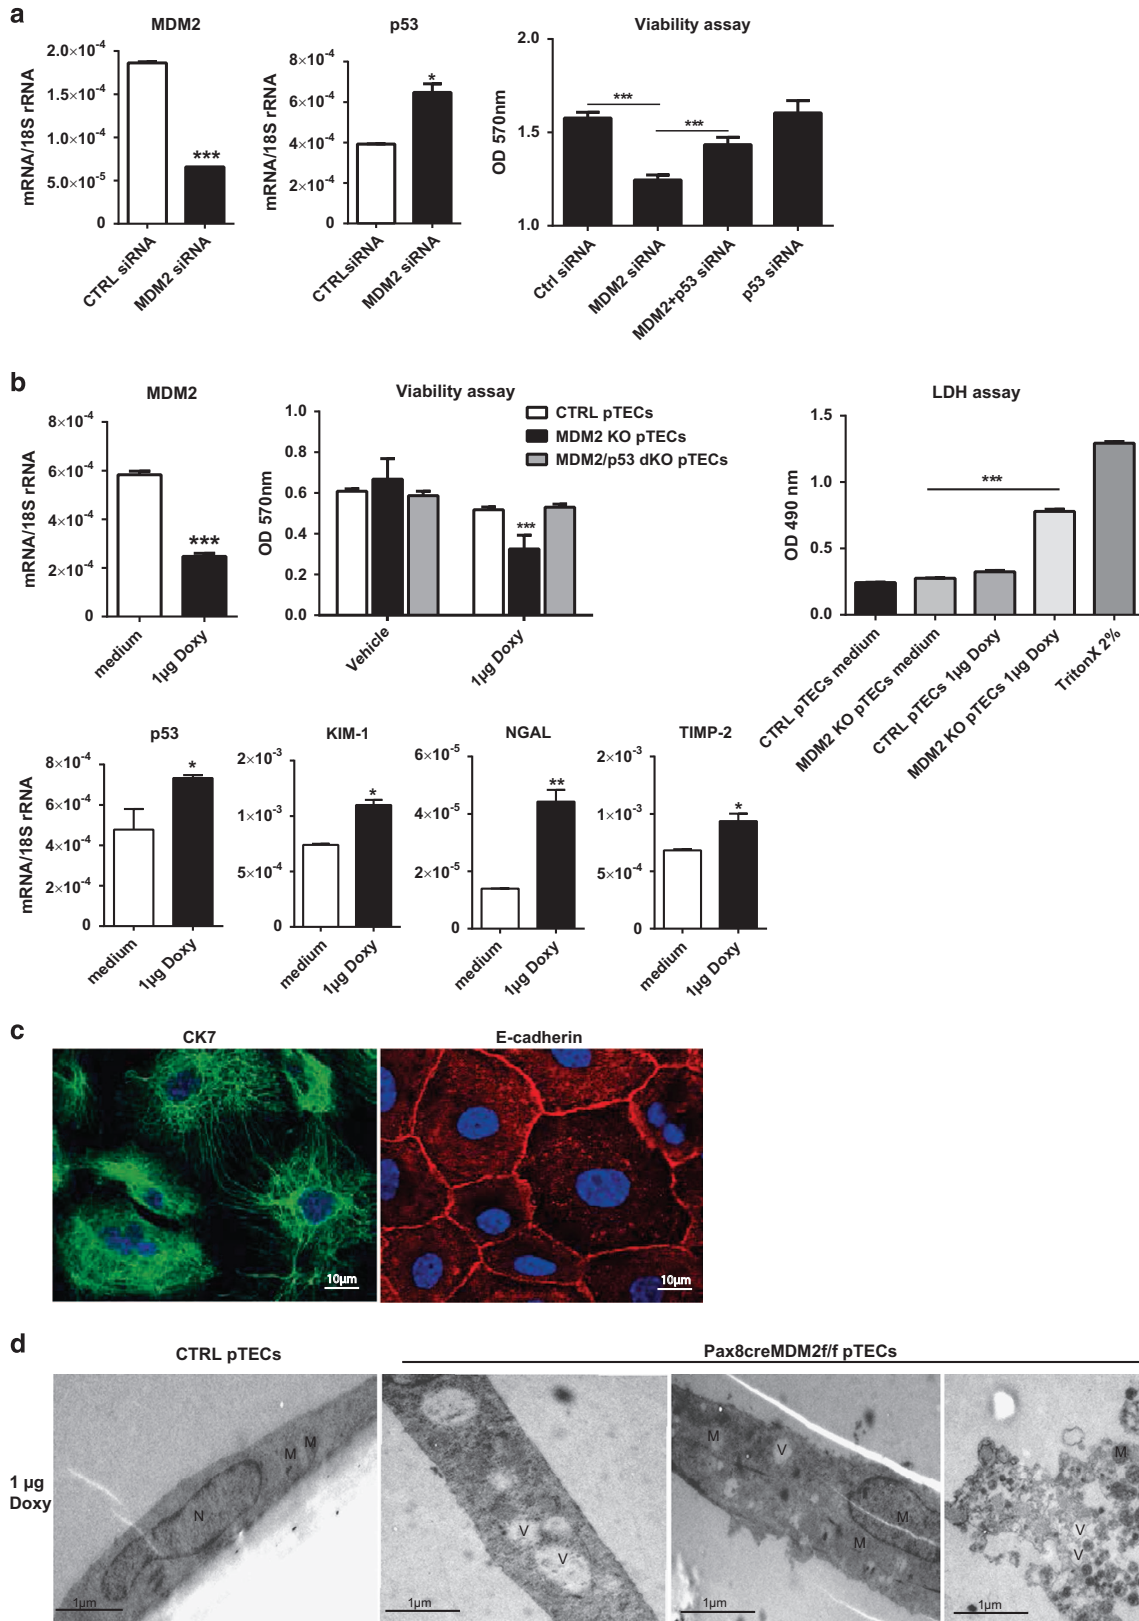 a
MDM2
mRNA/18S rRNA
2.0×10⁻⁴
1.5×10⁻⁴
1.0×10⁻⁴
5.0×10⁻⁵
0
***
CTRL siRNA
MDM2 siRNA
p53
mRNA/18S rRNA
8×10⁻⁴
6×10⁻⁴
4×10⁻⁴
2×10⁻⁴
0
*
CTRLsiRNA
MDM2 siRNA
Viability assay
OD 570nm
2.0
1.5
1.0
***
***
Ctrl siRNA
MDM2 siRNA
MDM2+p53 siRNA
p53 siRNA
b
MDM2
mRNA/18S rRNA
8×10⁻⁴
6×10⁻⁴
4×10⁻⁴
2×10⁻⁴
0
***
medium
1µg Doxy
Viability assay
OD 570nm
1.0
0.8
0.6
0.4
0.2
0.0
CTRL pTECs
MDM2 KO pTECs
MDM2/p53 dKO pTECs
***
Vehicle
1µg Doxy
LDH assay
OD 490 nm
1.5
1.0
0.5
0.0
***
CTRL pTECs medium
MDM2 KO pTECs medium
CTRL pTECs 1µg Doxy
MDM2 KO pTECs 1µg Doxy
TritonX 2%
p53
mRNA/18S rRNA
8×10⁻⁴
6×10⁻⁴
4×10⁻⁴
2×10⁻⁴
0
*
medium
1µg Doxy
KIM-1
2×10⁻³
1×10⁻³
5×10⁻⁴
0
*
medium
1µg Doxy
NGAL
6×10⁻⁵
4×10⁻⁵
2×10⁻⁵
0
**
medium
1µg Doxy
TIMP-2
2×10⁻³
1×10⁻³
5×10⁻⁴
0
*
medium
1µg Doxy
c
CK7
E-cadherin
10µm
10µm
d
CTRL pTECs
Pax8creMDM2f/f pTECs
1 µg
Doxy
N
M
M
1µm
V
V
1µm
M
V
M
M
1µm
M
V
V
1µm